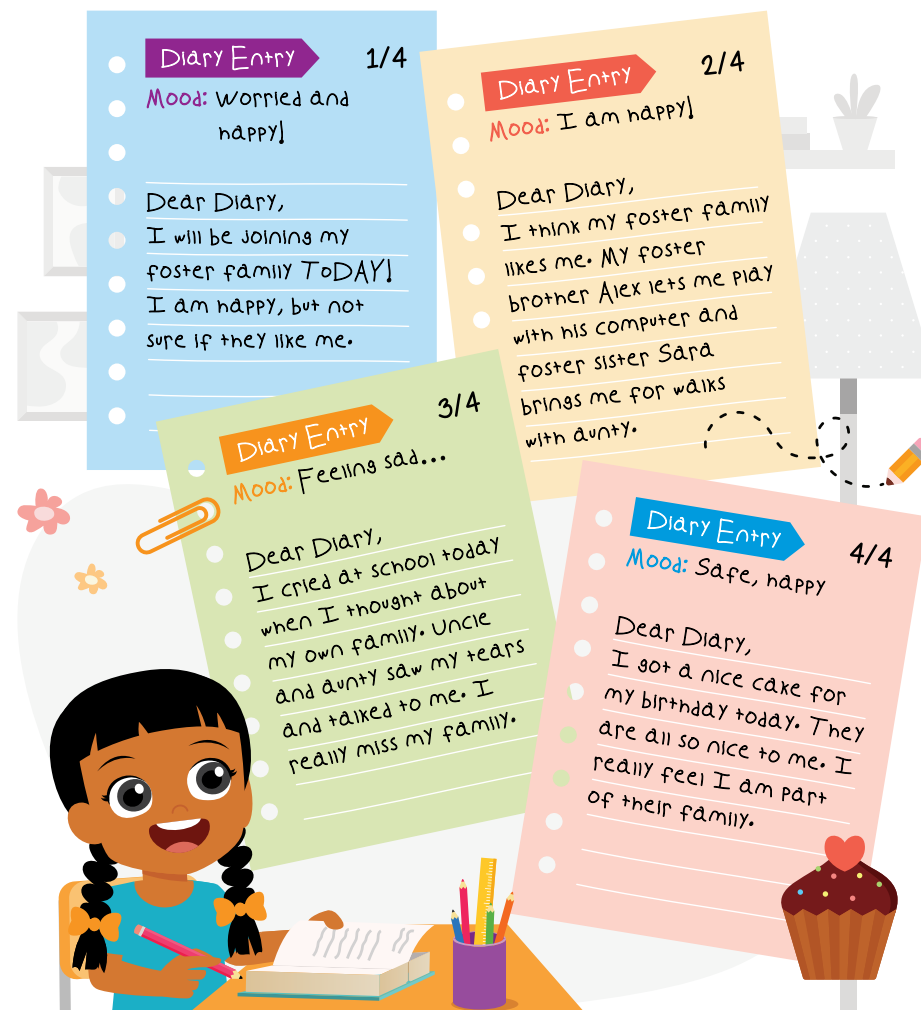 Diary Entry
1/4
Mood: Worried and
happy!
Dear Diary,
I will be joining my
foster family TODAY!
I am happy, but not
sure if they like me.
Diary Entry
2/4
Mood: I am happy!
Dear Diary,
I think my foster family
likes me. My foster
brother Alex lets me play
with his computer and
foster sister Sara
brings me for walks
with aunty.
Diary Entry
3/4
Mood: Feeling sad...
Dear Diary,
I cried at school today
when I thought about
my own family. Uncle
and aunty saw my tears
and talked to me. I
really miss my family.
Diary Entry
4/4
Mood: Safe, happy
Dear Diary,
I got a nice cake for
my birthday today. They
are all so nice to me. I
really feel I am part
of their family.